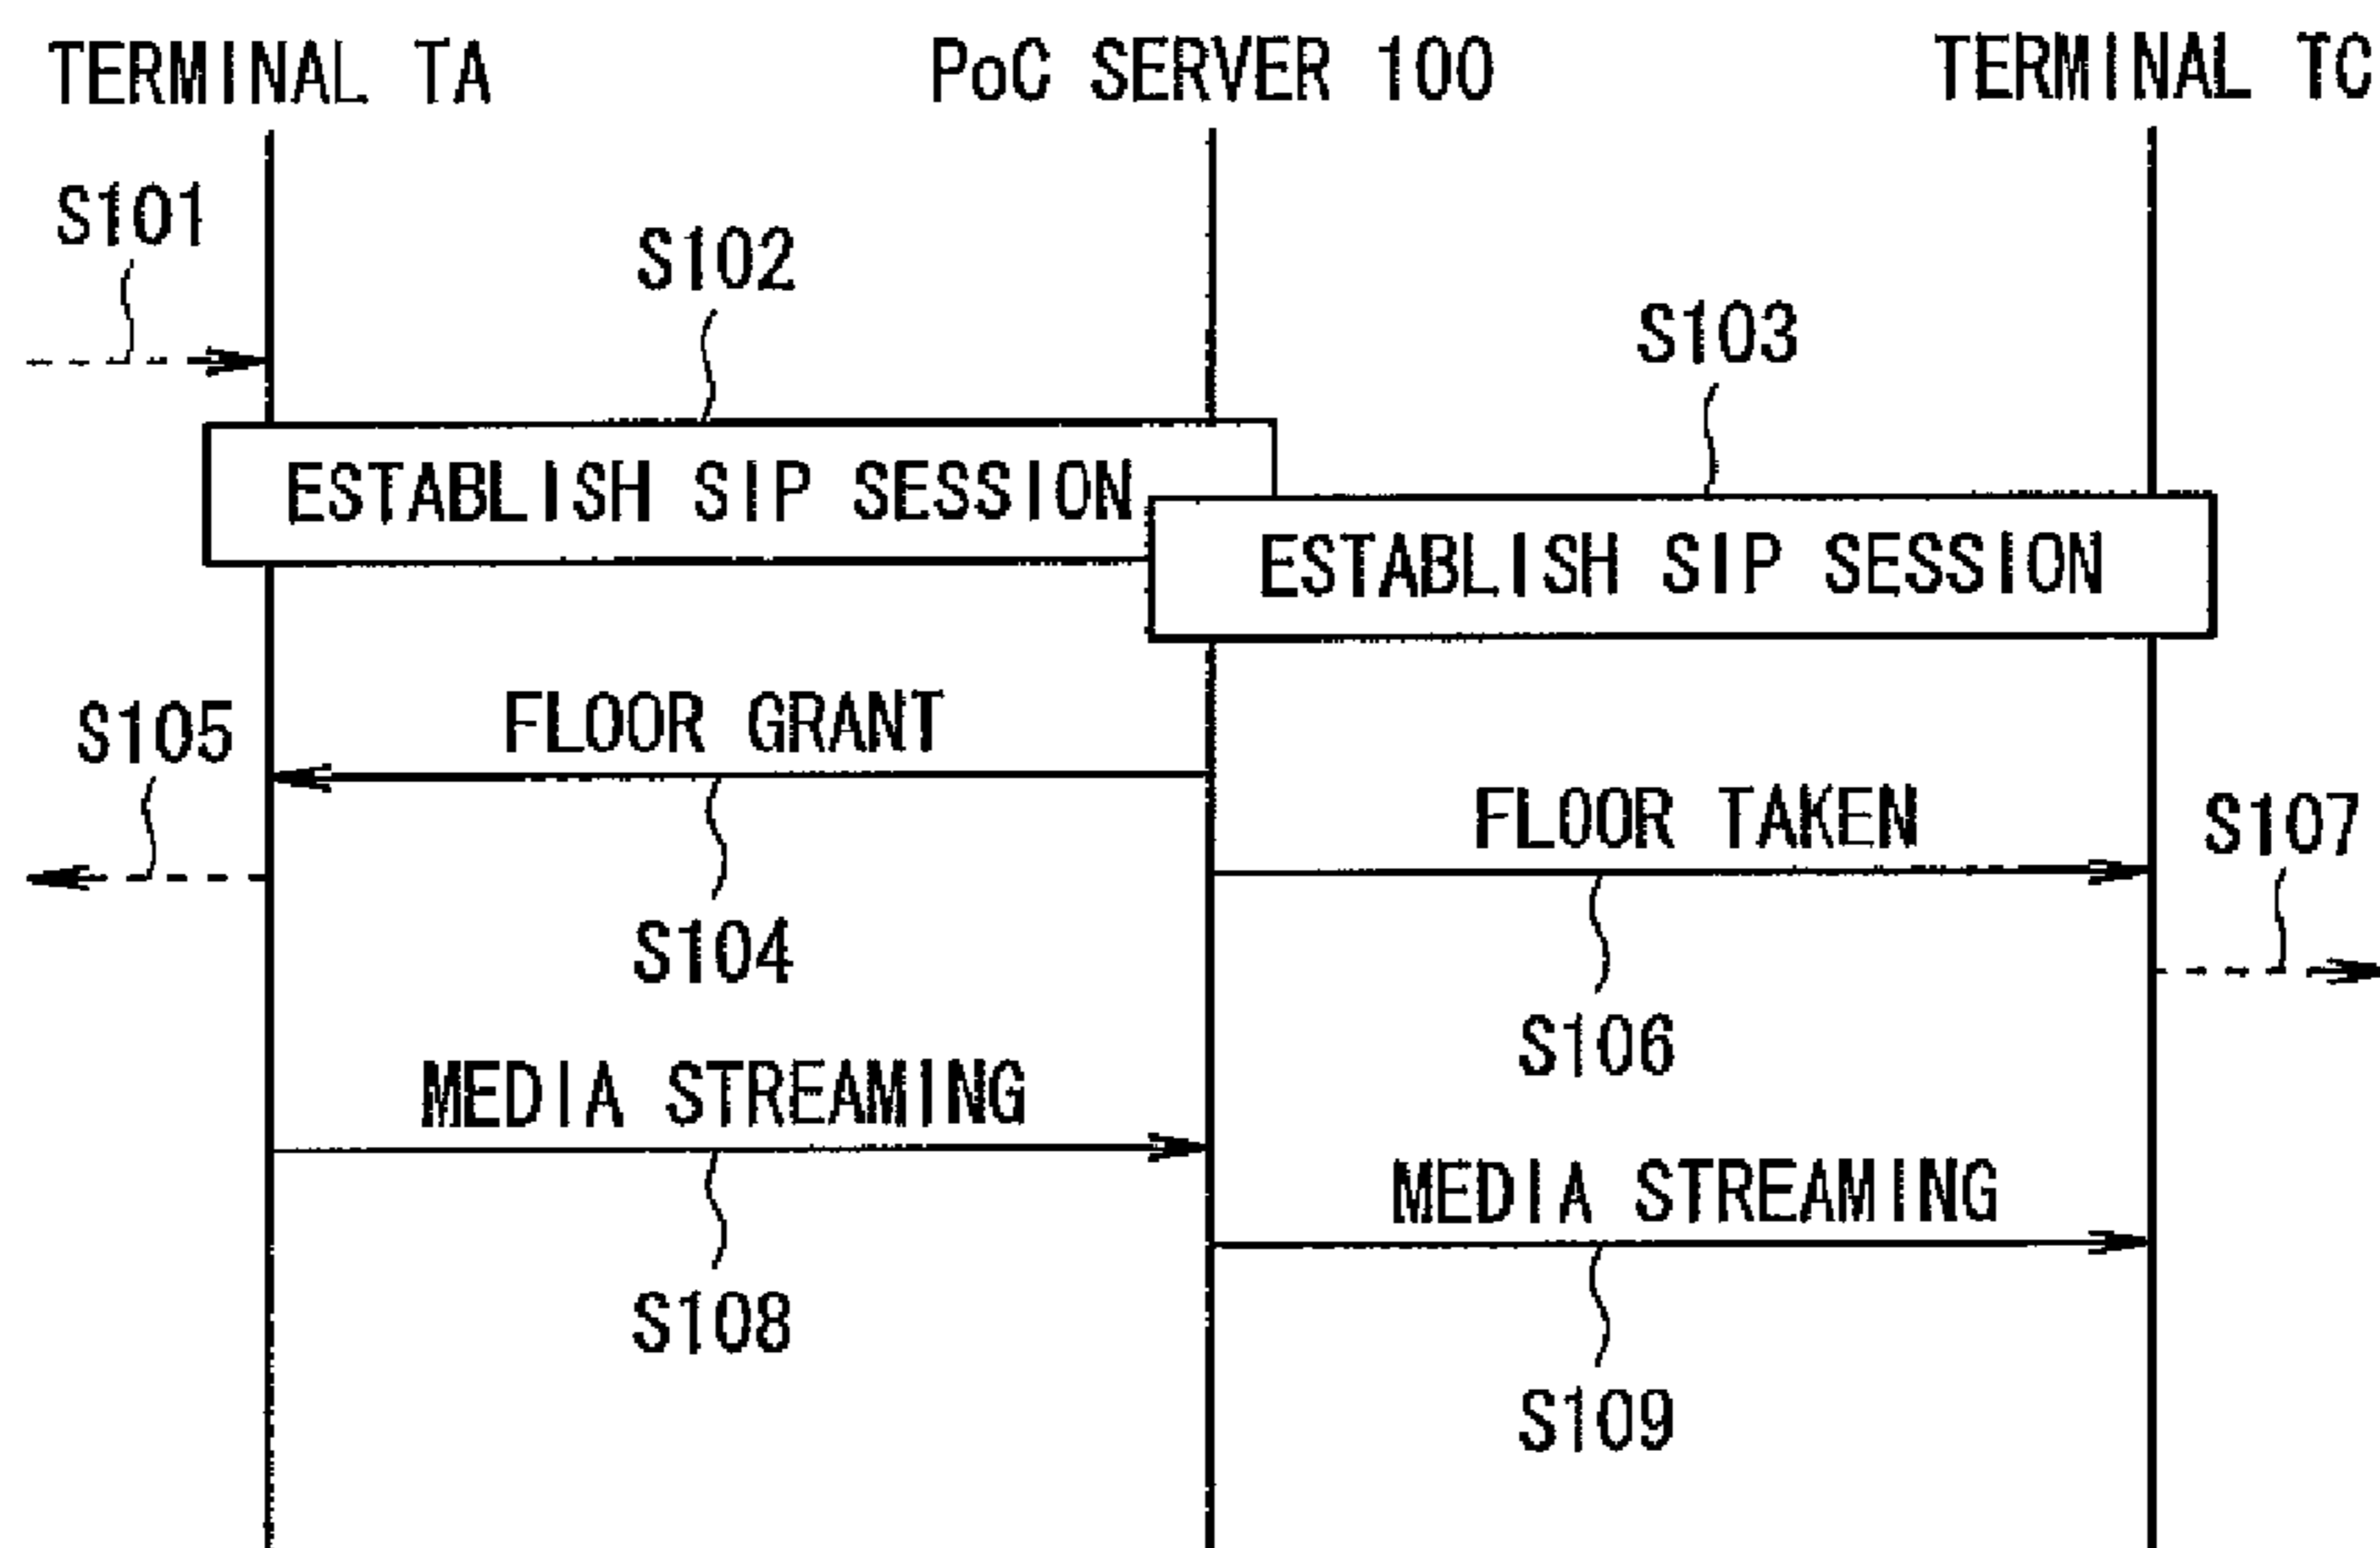 TERMINAL TA
PoC SERVER 100
TERMINAL TC
S101
S102
S103
ESTABLISH SIP SESSION
ESTABLISH SIP SESSION
S105
FLOOR GRANT
FLOOR TAKEN
S107
S104
S106
MEDIA STREAMING
MEDIA STREAMING
S108
S109